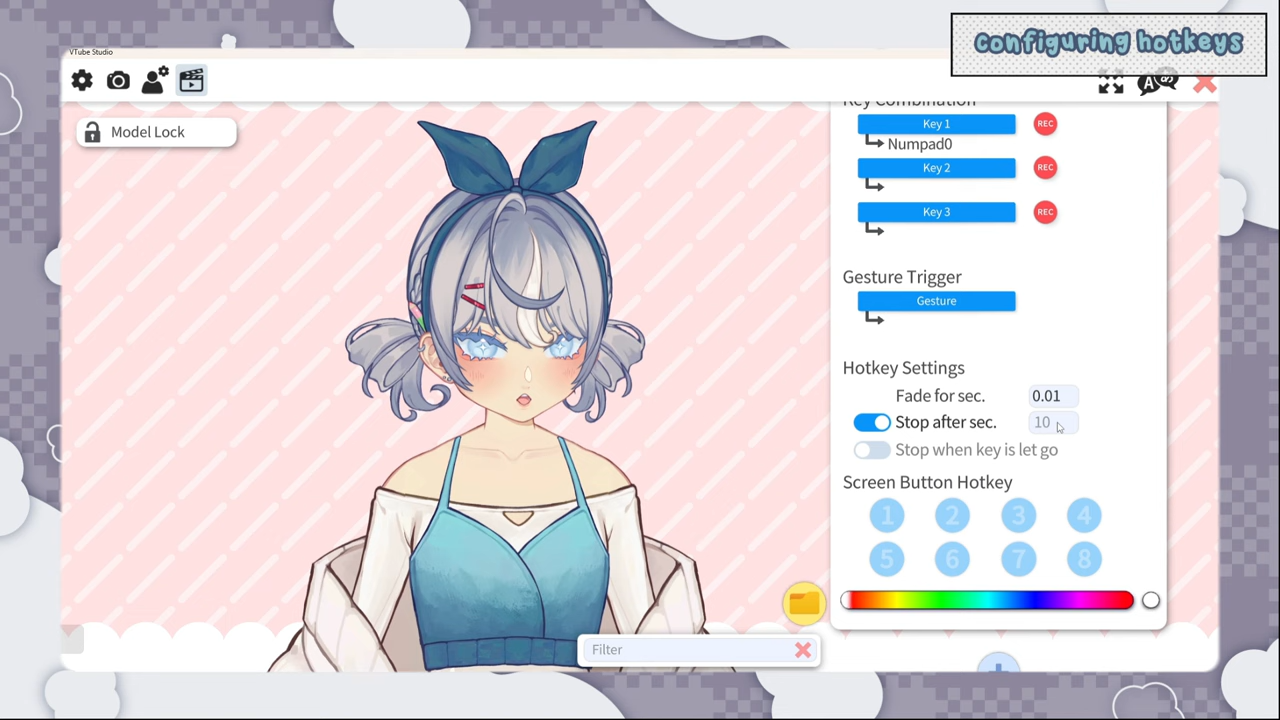 configuring hotkeys
VTube Studio
Model Lock
Key Combination
Key 1
REC
Numpad0
Key 2
REC
Key 3
REC
Gesture Trigger
Gesture
Hotkey Settings
Fade for sec. 0.01
Stop after sec. 10
Stop when key is let go
Screen Button Hotkey
1 2 3 4
5 6 7 8
Filter